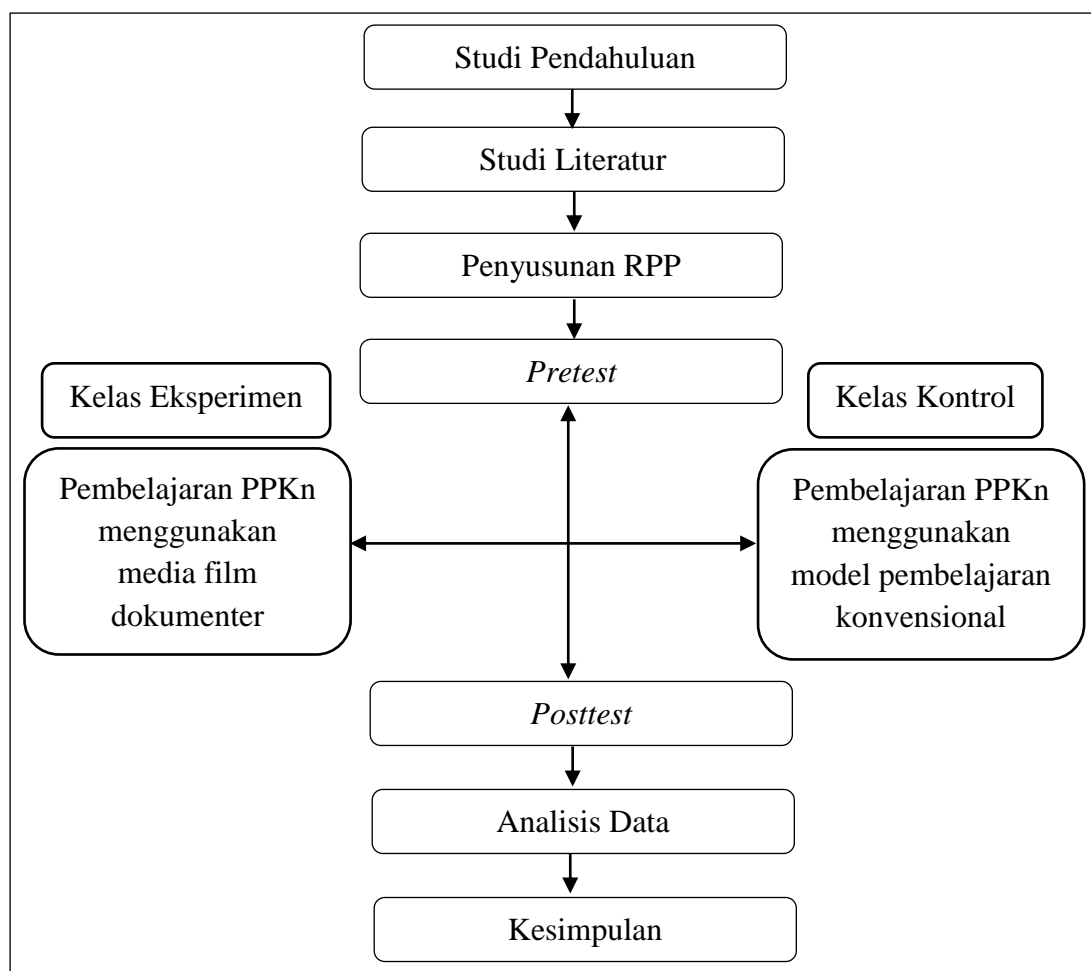 Studi Pendahuluan
Studi Literatur
Penyusunan RPP
Pretest
Kelas Eksperimen
Pembelajaran PPKn
menggunakan
media film
dokumenter
Kelas Kontrol
Pembelajaran PPKn
menggunakan
model pembelajaran
konvensional
Posttest
Analisis Data
Kesimpulan